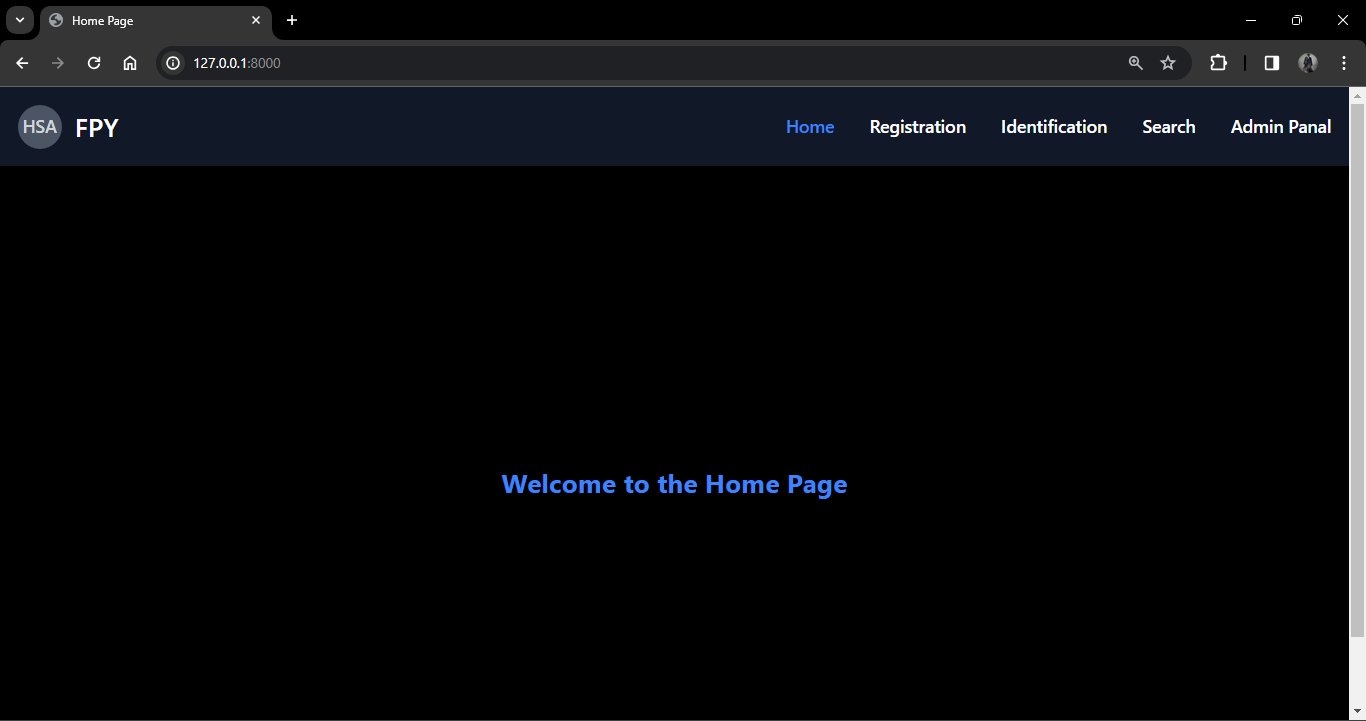 Home Page
127.0.0.1:8000
HSA FPY Home Registration Identification Search Admin Panal
Welcome to the Home Page